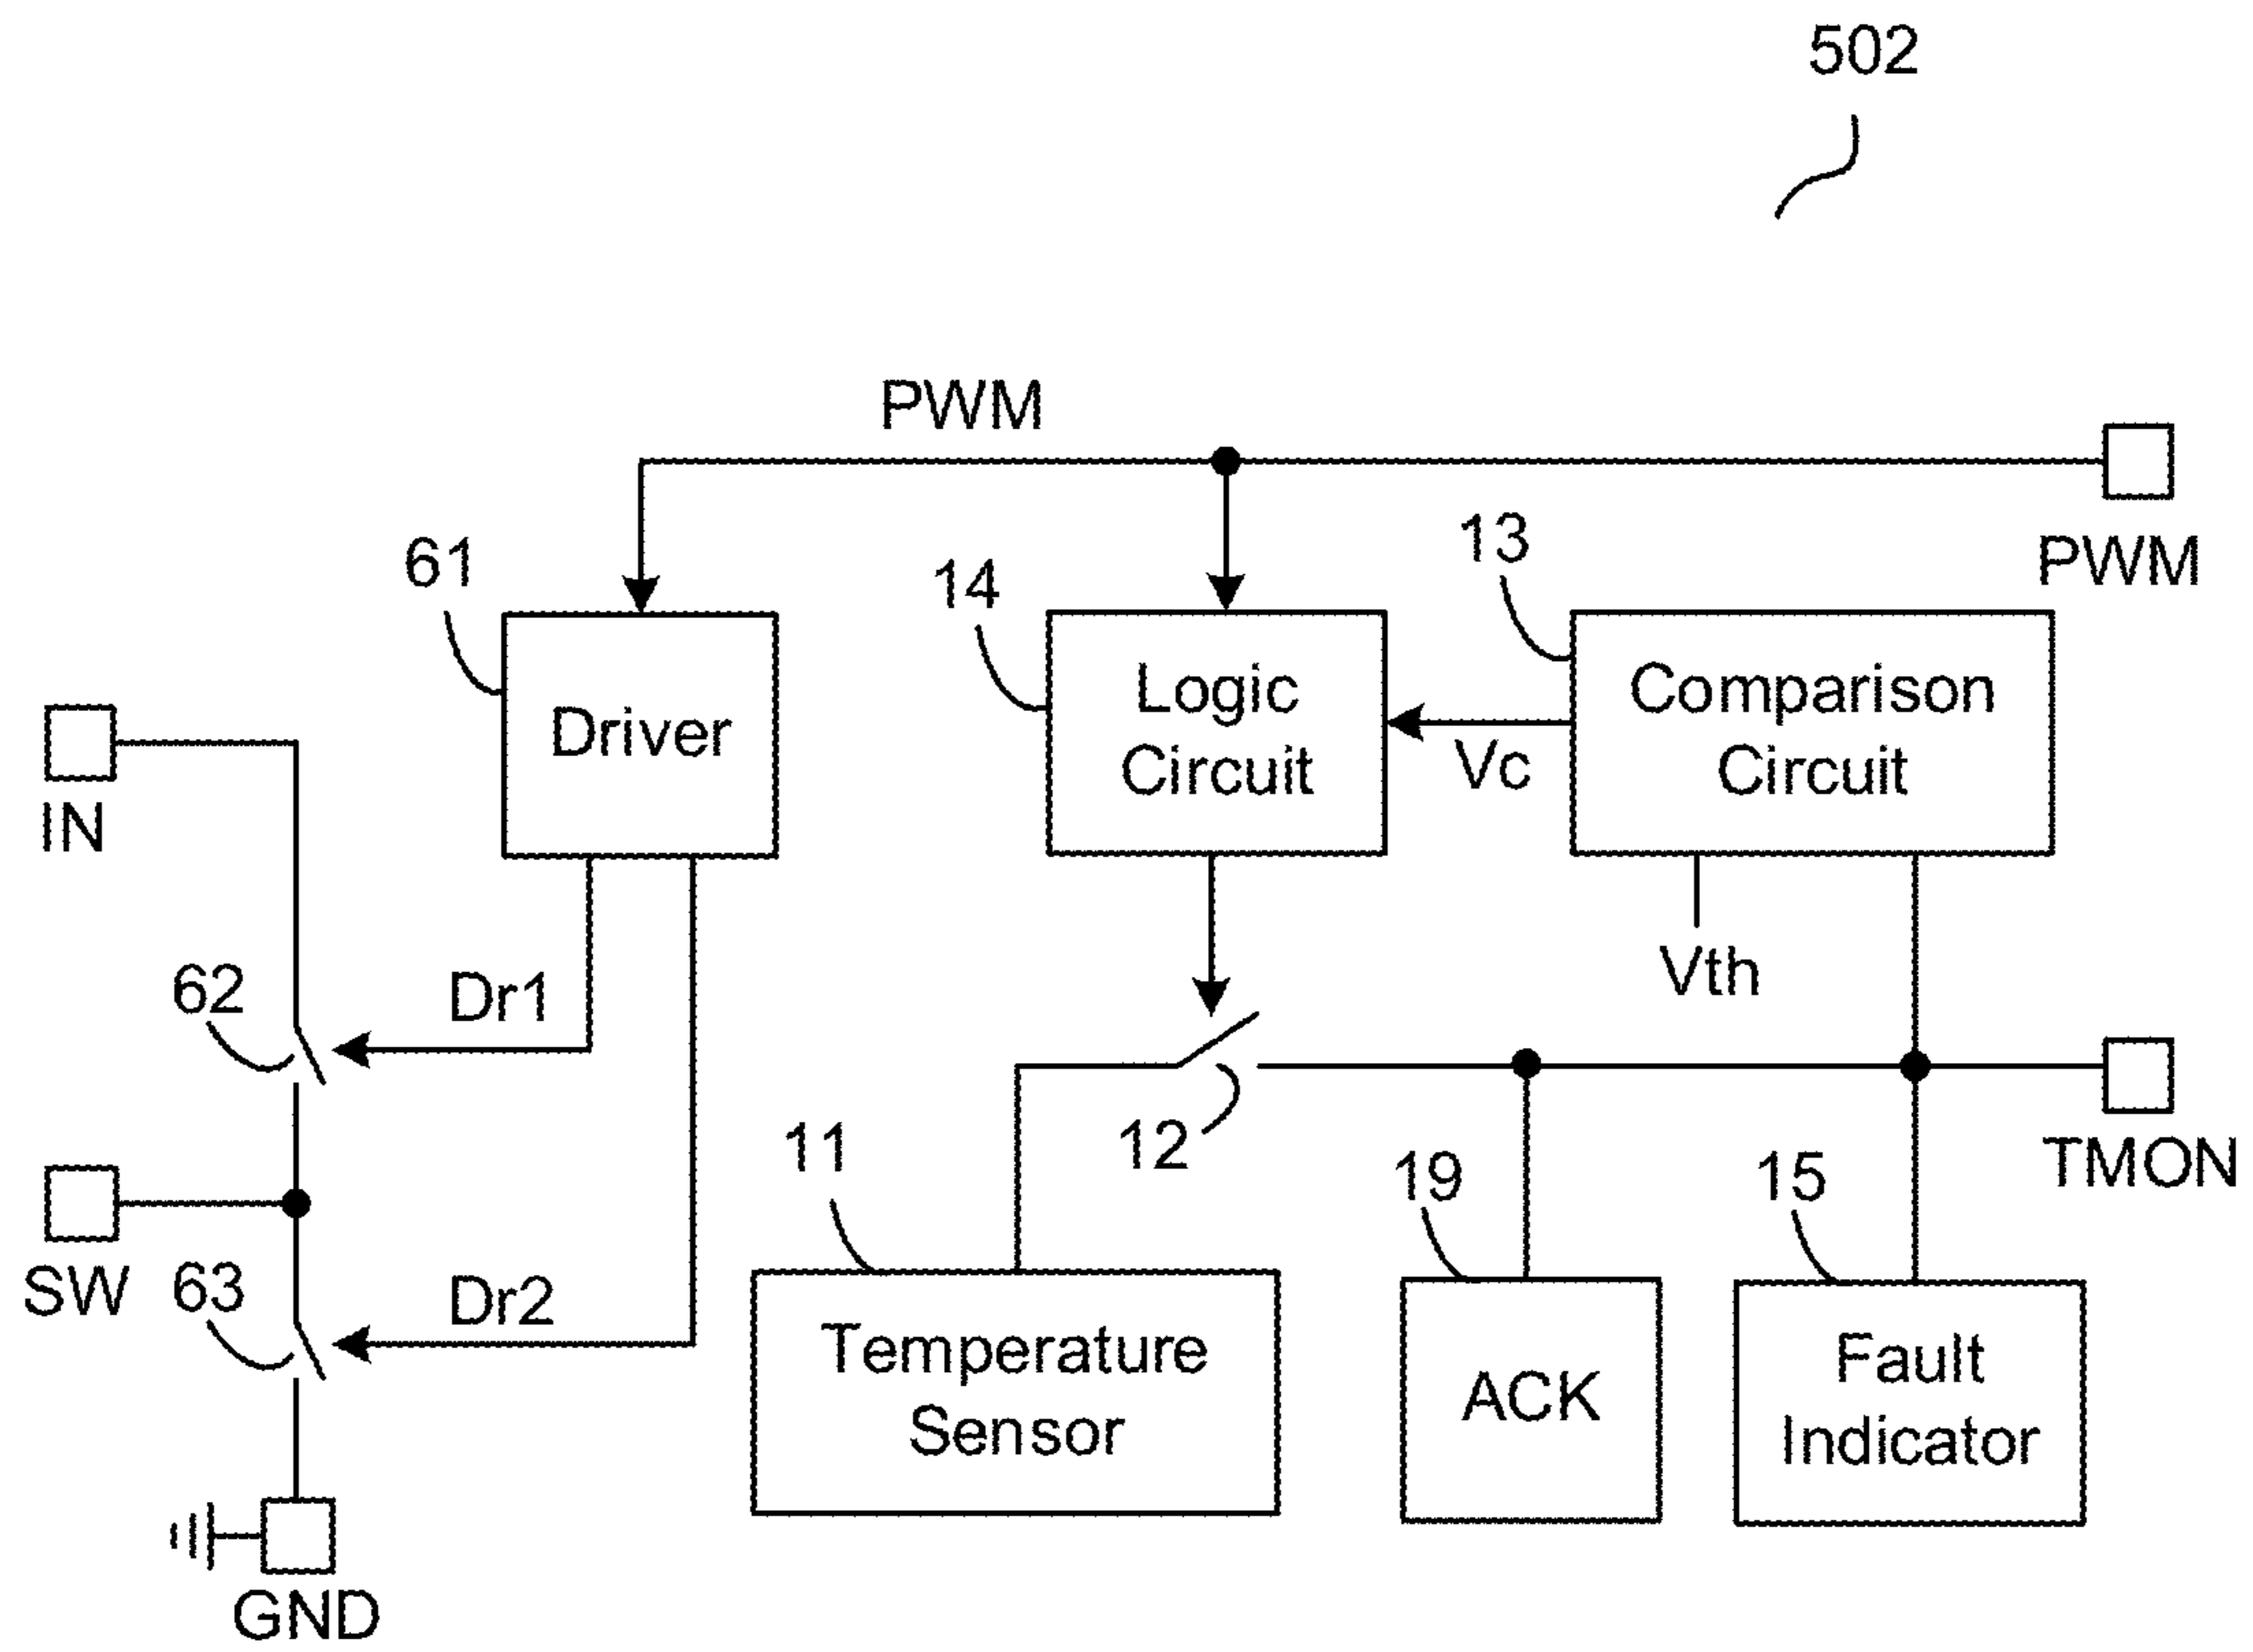 502
PWM
PWM
61
14
13
Driver
Logic
Circuit
Vc
Comparison
Circuit
IN
Vth
62
Dr1
12
TMON
11
19
15
SW
63
Dr2
Temperature
Sensor
ACK
Fault
Indicator
GND